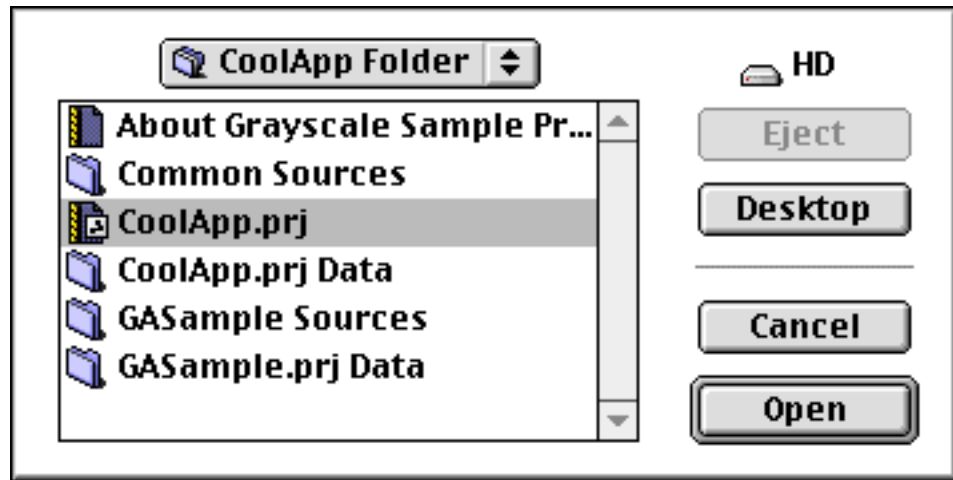 CoolApp Folder
HD
About Grayscale Sample Pr...
Common Sources
CoolApp.prj
CoolApp.prj Data
GASample Sources
GASample.prj Data
Eject
Desktop
Cancel
Open